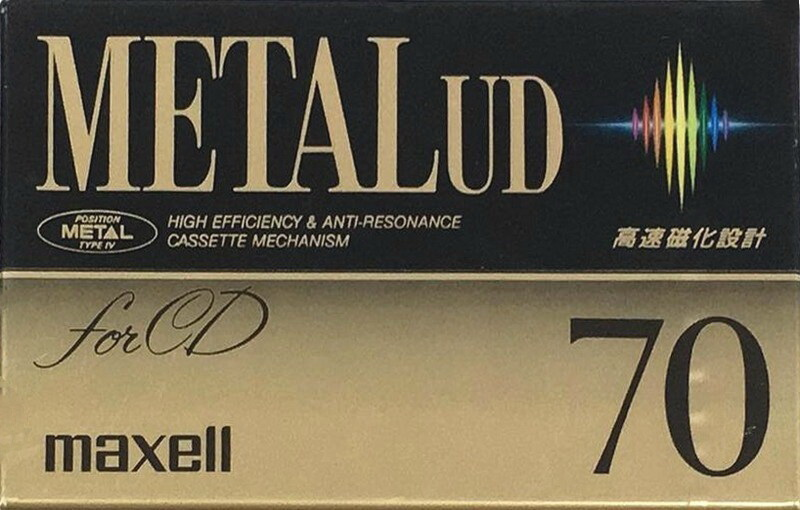 METAL UD
POSITION
METAL
TYPE IV
HIGH EFFICIENCY & ANTI-RESONANCE
CASSETTE MECHANISM
高速磁化設計
for CD
70
maxell